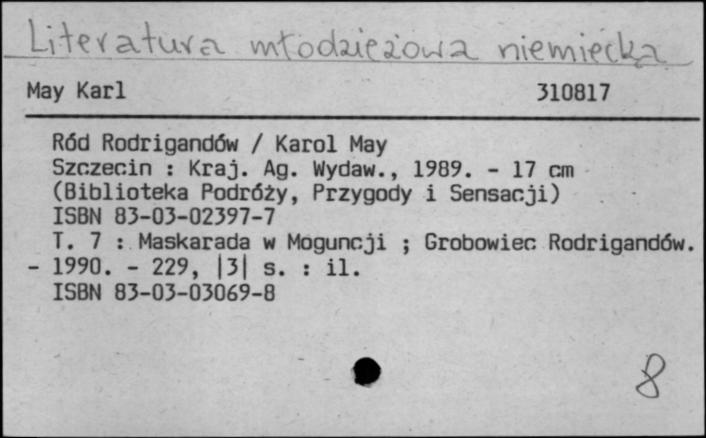 Literatura młodzieżowa niemiecka
May Karl 310817
Ród Rodrigandów / Karol May
Szczecin : Kraj. Ag. Wydaw., 1989. - 17 cm
(Biblioteka Podróży, Przygody i Sensacji)
ISBN 83-03-02397-7
T. 7 : Maskarada w Moguncji ; Grobowiec Rodrigandów.
- 1990. - 229, |3| s. : il.
ISBN 83-03-03069-8
8